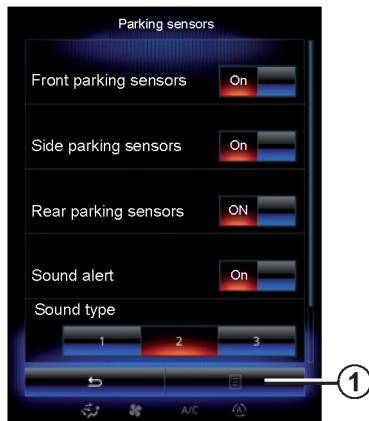 Parking sensors
Front parking sensors On
Side parking sensors On
Rear parking sensors ON
Sound alert On
Sound type
1 2 3
1
A/C